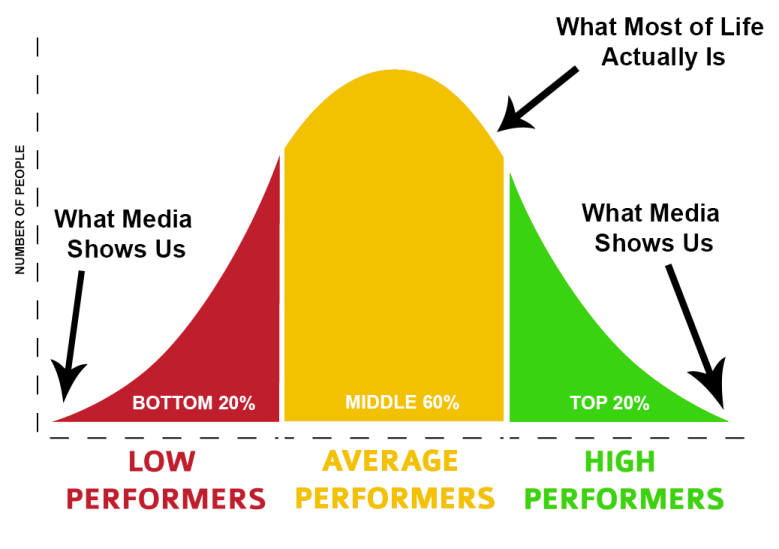 What Most of Life
Actually Is
NUMBER OF PEOPLE
What Media
Shows Us
What Media
Shows Us
BOTTOM 20%
MIDDLE 60%
TOP 20%
LOW
PERFORMERS
AVERAGE
PERFORMERS
HIGH
PERFORMERS